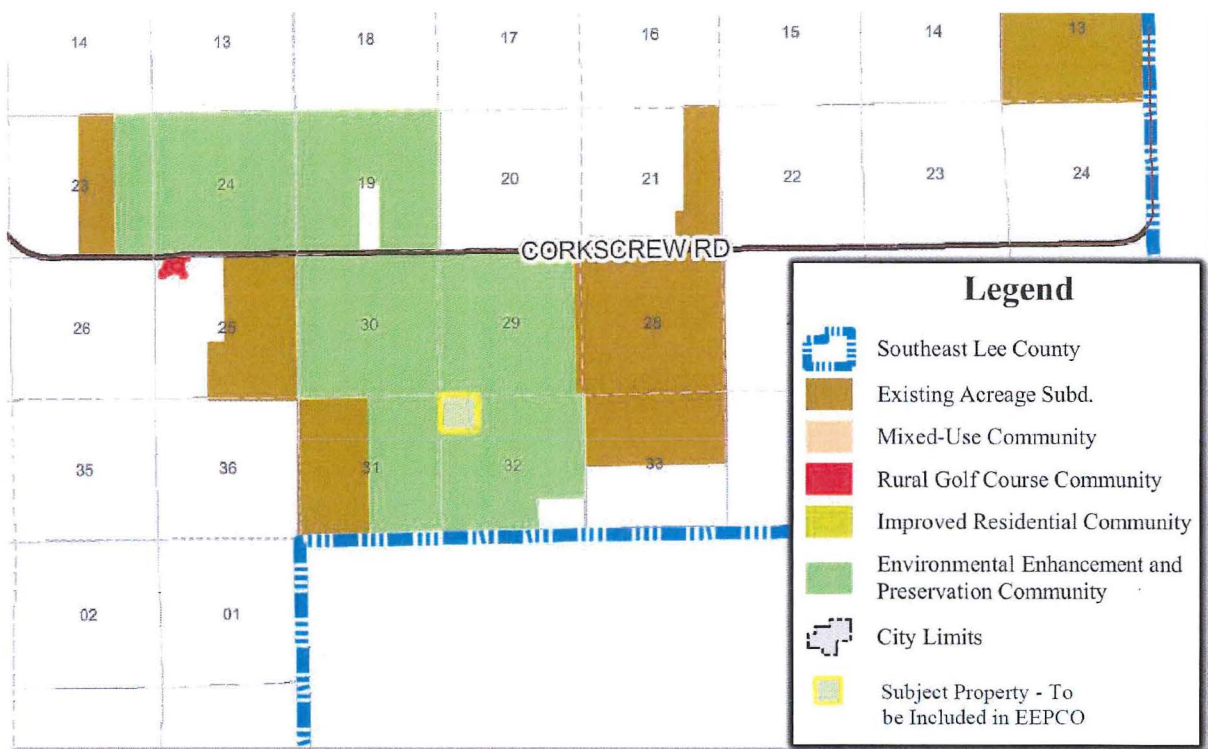 14 13 18 17 16 15 14 13
23 24 19 20 21 22 23 24
CORKSCREW RD
26 25 30 29 28
35 36 31 32 33
02 01
Legend
Southeast Lee County
Existing Acreage Subd.
Mixed-Use Community
Rural Golf Course Community
Improved Residential Community
Environmental Enhancement and
Preservation Community
City Limits
Subject Property - To
be Included in EEPCO